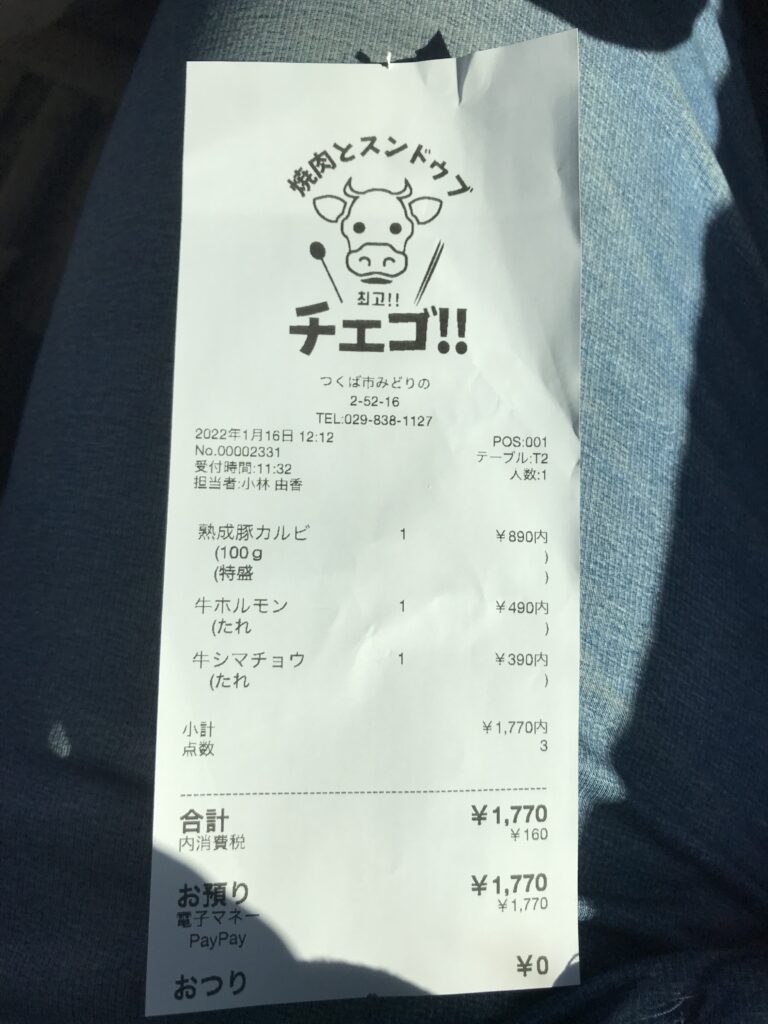 焼肉とスンドゥブ
최고!!
チェゴ!!
つくば市みどりの
2-52-16
TEL:029-838-1127
2022年1月16日 12:12 POS:001
No.00002331 テーブル:T2
受付時間:11:32 人数:1
担当者:小林 由香
熟成豚カルビ 1 ¥890内
(100g )
(特盛 )
牛ホルモン 1 ¥490内
(たれ )
牛シマチョウ 1 ¥390内
(たれ )
小計 ¥1,770内
点数 3
合計 ¥1,770
内消費税 ¥160
お預り ¥1,770
電子マネー ¥1,770
PayPay
おつり ¥0